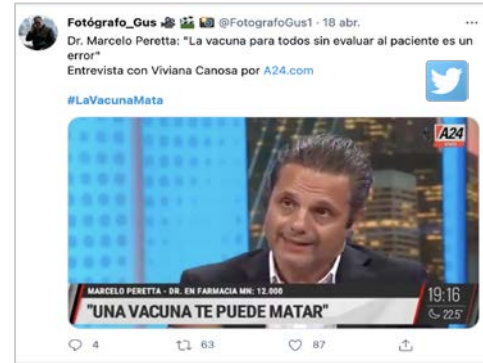 Fotógrafo_Gus @FotografoGus1 · 18 abr.
Dr. Marcelo Peretta: "La vacuna para todos sin evaluar al paciente es un
error"
Entrevista con Viviana Canosa por A24.com
#LaVacunaMata
A24
MARCELO PERETTA - DR. EN FARMACIA MN: 12.000
"UNA VACUNA TE PUEDE MATAR"
19:16
22.5°
4 63 87